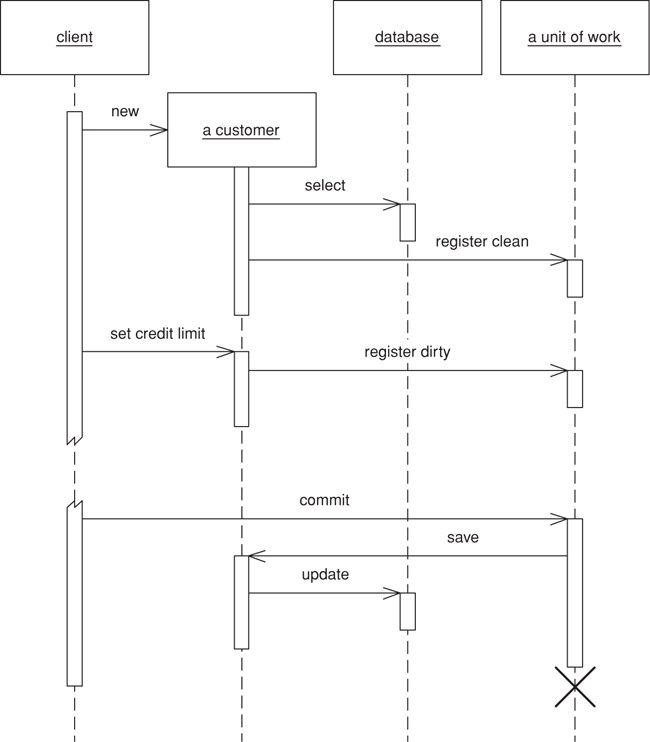 client
database
a unit of work
new
a customer
select
register clean
set credit limit
register dirty
commit
save
update